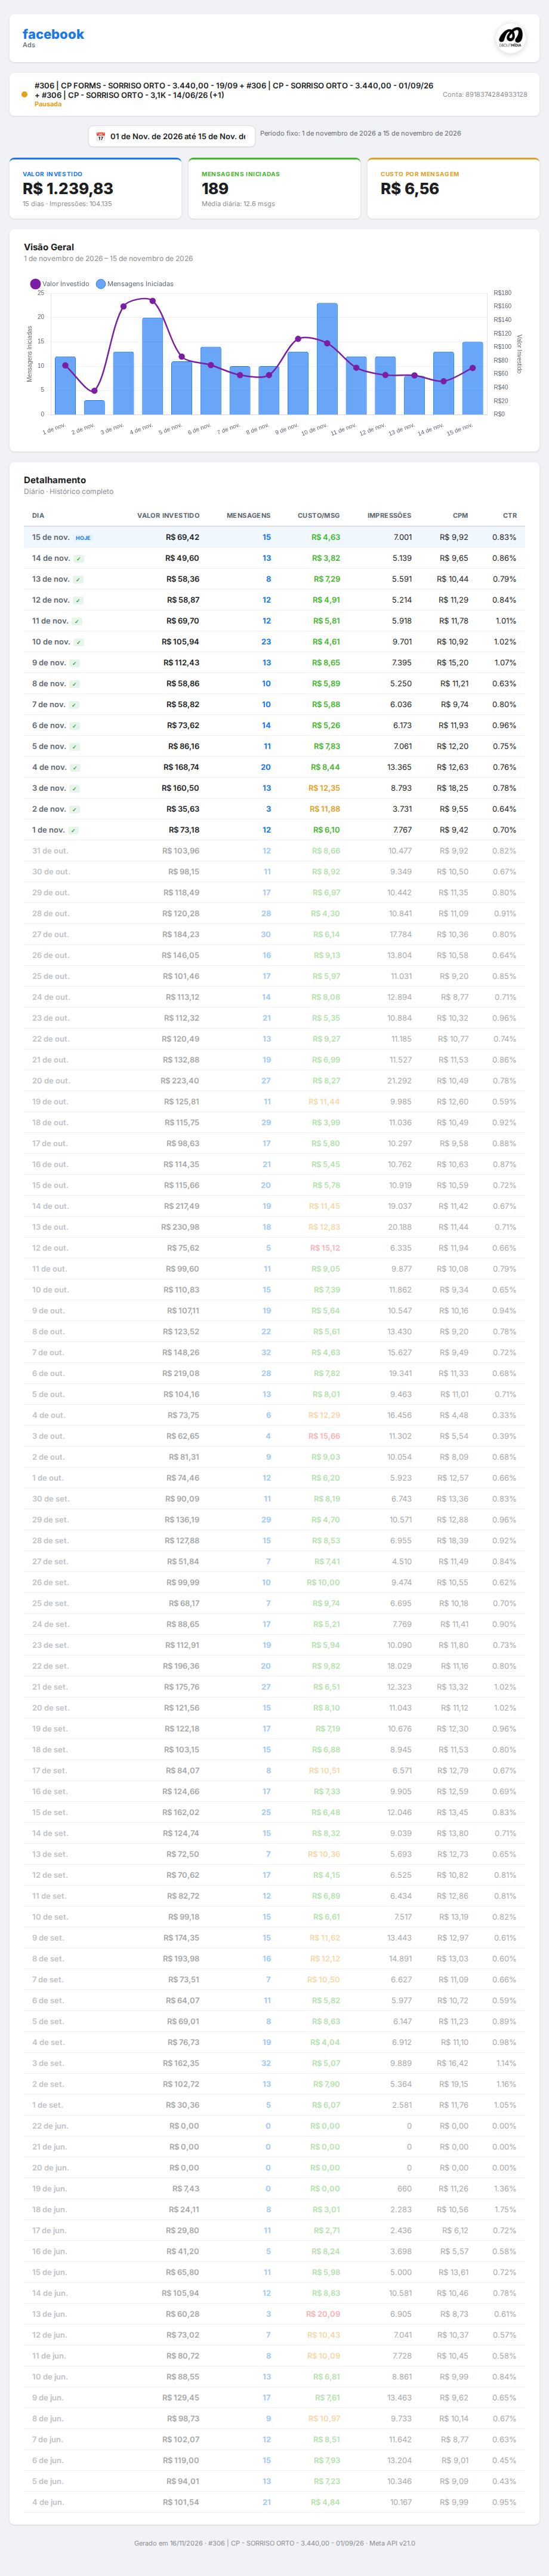 facebook
Ads
GROUP MÍDIA
#306 | CP FORMS - SORRISO ORTO - 3.440,00 - 19/09 + #306 | CP - SORRISO ORTO - 3.440,00 - 01/09/26
+ #306 | CP - SORRISO ORTO - 3,1K - 14/06/26 (+1)
Pausada
Conta: 8918374284933128
📅 01 de Nov. de 2026 até 15 de Nov. de
Período fixo: 1 de novembro de 2026 a 15 de novembro de 2026
VALOR INVESTIDO
R$ 1.239,83
15 dias · Impressões: 104.135
MENSAGENS INICIADAS
189
Média diária: 12.6 msgs
CUSTO POR MENSAGEM
R$ 6,56
Visão Geral
1 de novembro de 2026 – 15 de novembro de 2026
Valor Investido Mensagens Iniciadas
Mensagens Iniciadas
25
20
15
10
5
0
R$180
R$160
R$140
R$120
R$100
R$80
R$60
R$40
R$20
R$0
Valor Investido
1 de nov. 2 de nov. 3 de nov. 4 de nov. 5 de nov. 6 de nov. 7 de nov. 8 de nov. 9 de nov. 10 de nov. 11 de nov. 12 de nov. 13 de nov. 14 de nov. 15 de nov.
Detalhamento
Diário · Histórico completo
DIA VALOR INVESTIDO MENSAGENS CUSTO/MSG IMPRESSÕES CPM CTR
15 de nov. HOJE R$ 69,42 15 R$ 4,63 7.001 R$ 9,92 0.83%
14 de nov. ✓ R$ 49,60 13 R$ 3,82 5.139 R$ 9,65 0.86%
13 de nov. ✓ R$ 58,36 8 R$ 7,29 5.591 R$ 10,44 0.79%
12 de nov. ✓ R$ 58,87 12 R$ 4,91 5.214 R$ 11,29 0.84%
11 de nov. ✓ R$ 69,70 12 R$ 5,81 5.918 R$ 11,78 1.01%
10 de nov. ✓ R$ 105,94 23 R$ 4,61 9.701 R$ 10,92 1.02%
9 de nov. ✓ R$ 112,43 13 R$ 8,65 7.395 R$ 15,20 1.07%
8 de nov. ✓ R$ 58,86 10 R$ 5,89 5.250 R$ 11,21 0.63%
7 de nov. ✓ R$ 58,82 10 R$ 5,88 6.036 R$ 9,74 0.80%
6 de nov. ✓ R$ 73,62 14 R$ 5,26 6.173 R$ 11,93 0.96%
5 de nov. ✓ R$ 86,16 11 R$ 7,83 7.061 R$ 12,20 0.75%
4 de nov. ✓ R$ 168,74 20 R$ 8,44 13.365 R$ 12,63 0.76%
3 de nov. ✓ R$ 160,50 13 R$ 12,35 8.793 R$ 18,25 0.78%
2 de nov. ✓ R$ 35,63 3 R$ 11,88 3.731 R$ 9,55 0.64%
1 de nov. ✓ R$ 73,18 12 R$ 6,10 7.767 R$ 9,42 0.70%
31 de out. R$ 103,96 12 R$ 8,66 10.477 R$ 9,92 0.82%
30 de out. R$ 98,15 11 R$ 8,92 9.349 R$ 10,50 0.67%
29 de out. R$ 118,49 17 R$ 6,97 10.442 R$ 11,35 0.80%
28 de out. R$ 120,28 28 R$ 4,30 10.841 R$ 11,09 0.91%
27 de out. R$ 184,23 30 R$ 6,14 17.784 R$ 10,36 0.80%
26 de out. R$ 146,05 16 R$ 9,13 13.804 R$ 10,58 0.64%
25 de out. R$ 101,46 17 R$ 5,97 11.031 R$ 9,20 0.85%
24 de out. R$ 113,12 14 R$ 8,08 12.894 R$ 8,77 0.71%
23 de out. R$ 112,32 21 R$ 5,35 10.884 R$ 10,32 0.96%
22 de out. R$ 120,49 13 R$ 9,27 11.185 R$ 10,77 0.74%
21 de out. R$ 132,88 19 R$ 6,99 11.527 R$ 11,53 0.86%
20 de out. R$ 223,40 27 R$ 8,27 21.292 R$ 10,49 0.78%
19 de out. R$ 125,81 11 R$ 11,44 9.985 R$ 12,60 0.59%
18 de out. R$ 115,75 29 R$ 3,99 11.036 R$ 10,49 0.92%
17 de out. R$ 98,63 17 R$ 5,80 10.297 R$ 9,58 0.88%
16 de out. R$ 114,35 21 R$ 5,45 10.762 R$ 10,63 0.87%
15 de out. R$ 115,66 20 R$ 5,78 10.919 R$ 10,59 0.72%
14 de out. R$ 217,49 19 R$ 11,45 19.037 R$ 11,42 0.67%
13 de out. R$ 230,98 18 R$ 12,83 20.188 R$ 11,44 0.71%
12 de out. R$ 75,62 5 R$ 15,12 6.335 R$ 11,94 0.66%
11 de out. R$ 99,60 11 R$ 9,05 9.877 R$ 10,08 0.79%
10 de out. R$ 110,83 15 R$ 7,39 11.862 R$ 9,34 0.65%
9 de out. R$ 107,11 19 R$ 5,64 10.547 R$ 10,16 0.94%
8 de out. R$ 123,52 22 R$ 5,61 13.430 R$ 9,20 0.78%
7 de out. R$ 148,26 32 R$ 4,63 15.627 R$ 9,49 0.72%
6 de out. R$ 219,08 28 R$ 7,82 19.341 R$ 11,33 0.68%
5 de out. R$ 104,16 13 R$ 8,01 9.463 R$ 11,01 0.71%
4 de out. R$ 73,75 6 R$ 12,29 16.456 R$ 4,48 0.33%
3 de out. R$ 62,65 4 R$ 15,66 11.302 R$ 5,54 0.39%
2 de out. R$ 81,31 9 R$ 9,03 10.054 R$ 8,09 0.68%
1 de out. R$ 74,46 12 R$ 6,20 5.923 R$ 12,57 0.66%
30 de set. R$ 90,09 11 R$ 8,19 6.743 R$ 13,36 0.83%
29 de set. R$ 136,19 29 R$ 4,70 10.571 R$ 12,88 0.96%
28 de set. R$ 127,88 15 R$ 8,53 6.955 R$ 18,39 0.92%
27 de set. R$ 51,84 7 R$ 7,41 4.510 R$ 11,49 0.84%
26 de set. R$ 99,99 10 R$ 10,00 9.474 R$ 10,55 0.62%
25 de set. R$ 68,17 7 R$ 9,74 6.695 R$ 10,18 0.70%
24 de set. R$ 88,65 17 R$ 5,21 7.769 R$ 11,41 0.90%
23 de set. R$ 112,91 19 R$ 5,94 10.090 R$ 11,80 0.73%
22 de set. R$ 196,36 20 R$ 9,82 18.029 R$ 11,16 0.80%
21 de set. R$ 175,76 27 R$ 6,51 12.323 R$ 13,32 1.02%
20 de set. R$ 121,56 15 R$ 8,10 11.043 R$ 11,12 1.02%
19 de set. R$ 122,18 17 R$ 7,19 10.676 R$ 12,30 0.96%
18 de set. R$ 103,15 15 R$ 6,88 8.945 R$ 11,53 0.80%
17 de set. R$ 84,07 8 R$ 10,51 6.571 R$ 12,79 0.67%
16 de set. R$ 124,66 17 R$ 7,33 9.905 R$ 12,59 0.69%
15 de set. R$ 162,02 25 R$ 6,48 12.046 R$ 13,45 0.83%
14 de set. R$ 124,74 15 R$ 8,32 9.039 R$ 13,80 0.71%
13 de set. R$ 72,50 7 R$ 10,36 5.693 R$ 12,73 0.65%
12 de set. R$ 70,62 17 R$ 4,15 6.525 R$ 10,82 0.81%
11 de set. R$ 82,72 12 R$ 6,89 6.434 R$ 12,86 0.81%
10 de set. R$ 99,18 15 R$ 6,61 7.517 R$ 13,19 0.82%
9 de set. R$ 174,35 15 R$ 11,62 13.443 R$ 12,97 0.61%
8 de set. R$ 193,98 16 R$ 12,12 14.891 R$ 13,03 0.60%
7 de set. R$ 73,51 7 R$ 10,50 6.627 R$ 11,09 0.66%
6 de set. R$ 64,07 11 R$ 5,82 5.977 R$ 10,72 0.59%
5 de set. R$ 69,01 8 R$ 8,63 6.147 R$ 11,23 0.89%
4 de set. R$ 76,73 19 R$ 4,04 6.912 R$ 11,10 0.98%
3 de set. R$ 162,35 32 R$ 5,07 9.889 R$ 16,42 1.14%
2 de set. R$ 102,72 13 R$ 7,90 5.364 R$ 19,15 1.16%
1 de set. R$ 30,36 5 R$ 6,07 2.581 R$ 11,76 1.05%
22 de jun. R$ 0,00 0 R$ 0,00 0 R$ 0,00 0.00%
21 de jun. R$ 0,00 0 R$ 0,00 0 R$ 0,00 0.00%
20 de jun. R$ 0,00 0 R$ 0,00 0 R$ 0,00 0.00%
19 de jun. R$ 7,43 0 R$ 0,00 660 R$ 11,26 1.36%
18 de jun. R$ 24,11 8 R$ 3,01 2.283 R$ 10,56 1.75%
17 de jun. R$ 29,80 11 R$ 2,71 2.436 R$ 6,12 0.72%
16 de jun. R$ 41,20 5 R$ 8,24 3.698 R$ 5,57 0.58%
15 de jun. R$ 65,80 11 R$ 5,98 5.000 R$ 13,61 0.72%
14 de jun. R$ 105,94 12 R$ 8,83 10.581 R$ 10,46 0.78%
13 de jun. R$ 60,28 3 R$ 20,09 6.905 R$ 8,73 0.61%
12 de jun. R$ 73,02 7 R$ 10,43 7.041 R$ 10,37 0.57%
11 de jun. R$ 80,72 8 R$ 10,09 7.728 R$ 10,45 0.58%
10 de jun. R$ 88,55 13 R$ 6,81 8.861 R$ 9,99 0.84%
9 de jun. R$ 129,45 17 R$ 7,61 13.463 R$ 9,62 0.65%
8 de jun. R$ 98,73 9 R$ 10,97 9.733 R$ 10,14 0.67%
7 de jun. R$ 102,07 12 R$ 8,51 11.642 R$ 8,77 0.63%
6 de jun. R$ 119,00 15 R$ 7,93 13.204 R$ 9,01 0.45%
5 de jun. R$ 94,01 13 R$ 7,23 10.346 R$ 9,09 0.43%
4 de jun. R$ 101,54 21 R$ 4,84 10.167 R$ 9,99 0.95%
Gerado em 16/11/2026 · #306 | CP - SORRISO ORTO - 3.440,00 - 01/09/26 · Meta API v21.0